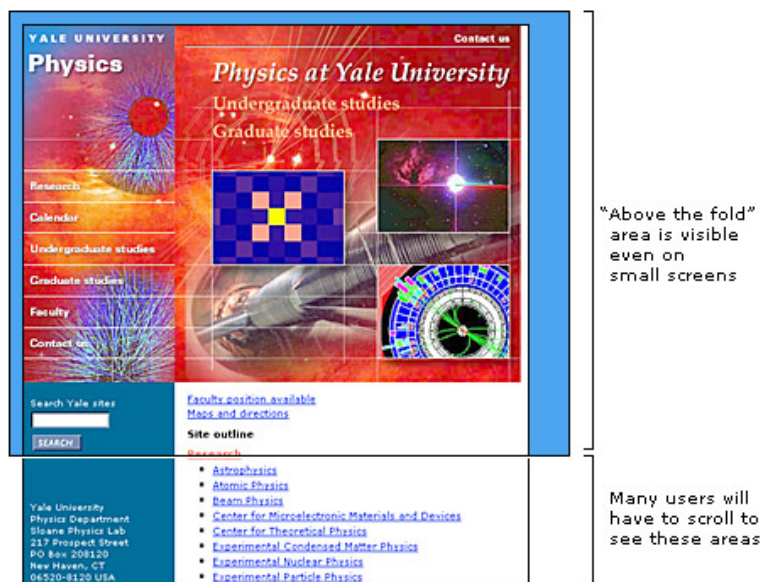 YALE UNIVERSITY
Physics
Contact us
Physics at Yale University
Undergraduate studies
Graduate studies
Research
Calendar
Undergraduate studies
Graduate studies
Faculty
Contact us
Search Yale sites
SEARCH
Yale University
Physics Department
Sloane Physics Lab
217 Prospect Street
PO Box 208120
New Haven, CT
06520-8120 USA
Faculty position available
Maps and directions
Site outline
Research
Astrophysics
Atomic Physics
Beam Physics
Center for Microelectronic Materials and Devices
Center for Theoretical Physics
Experimental Condensed Matter Physics
Experimental Nuclear Physics
Experimental Particle Physics
“Above the fold”
area is visible
even on
small screens
Many users will
have to scroll to
see these areas